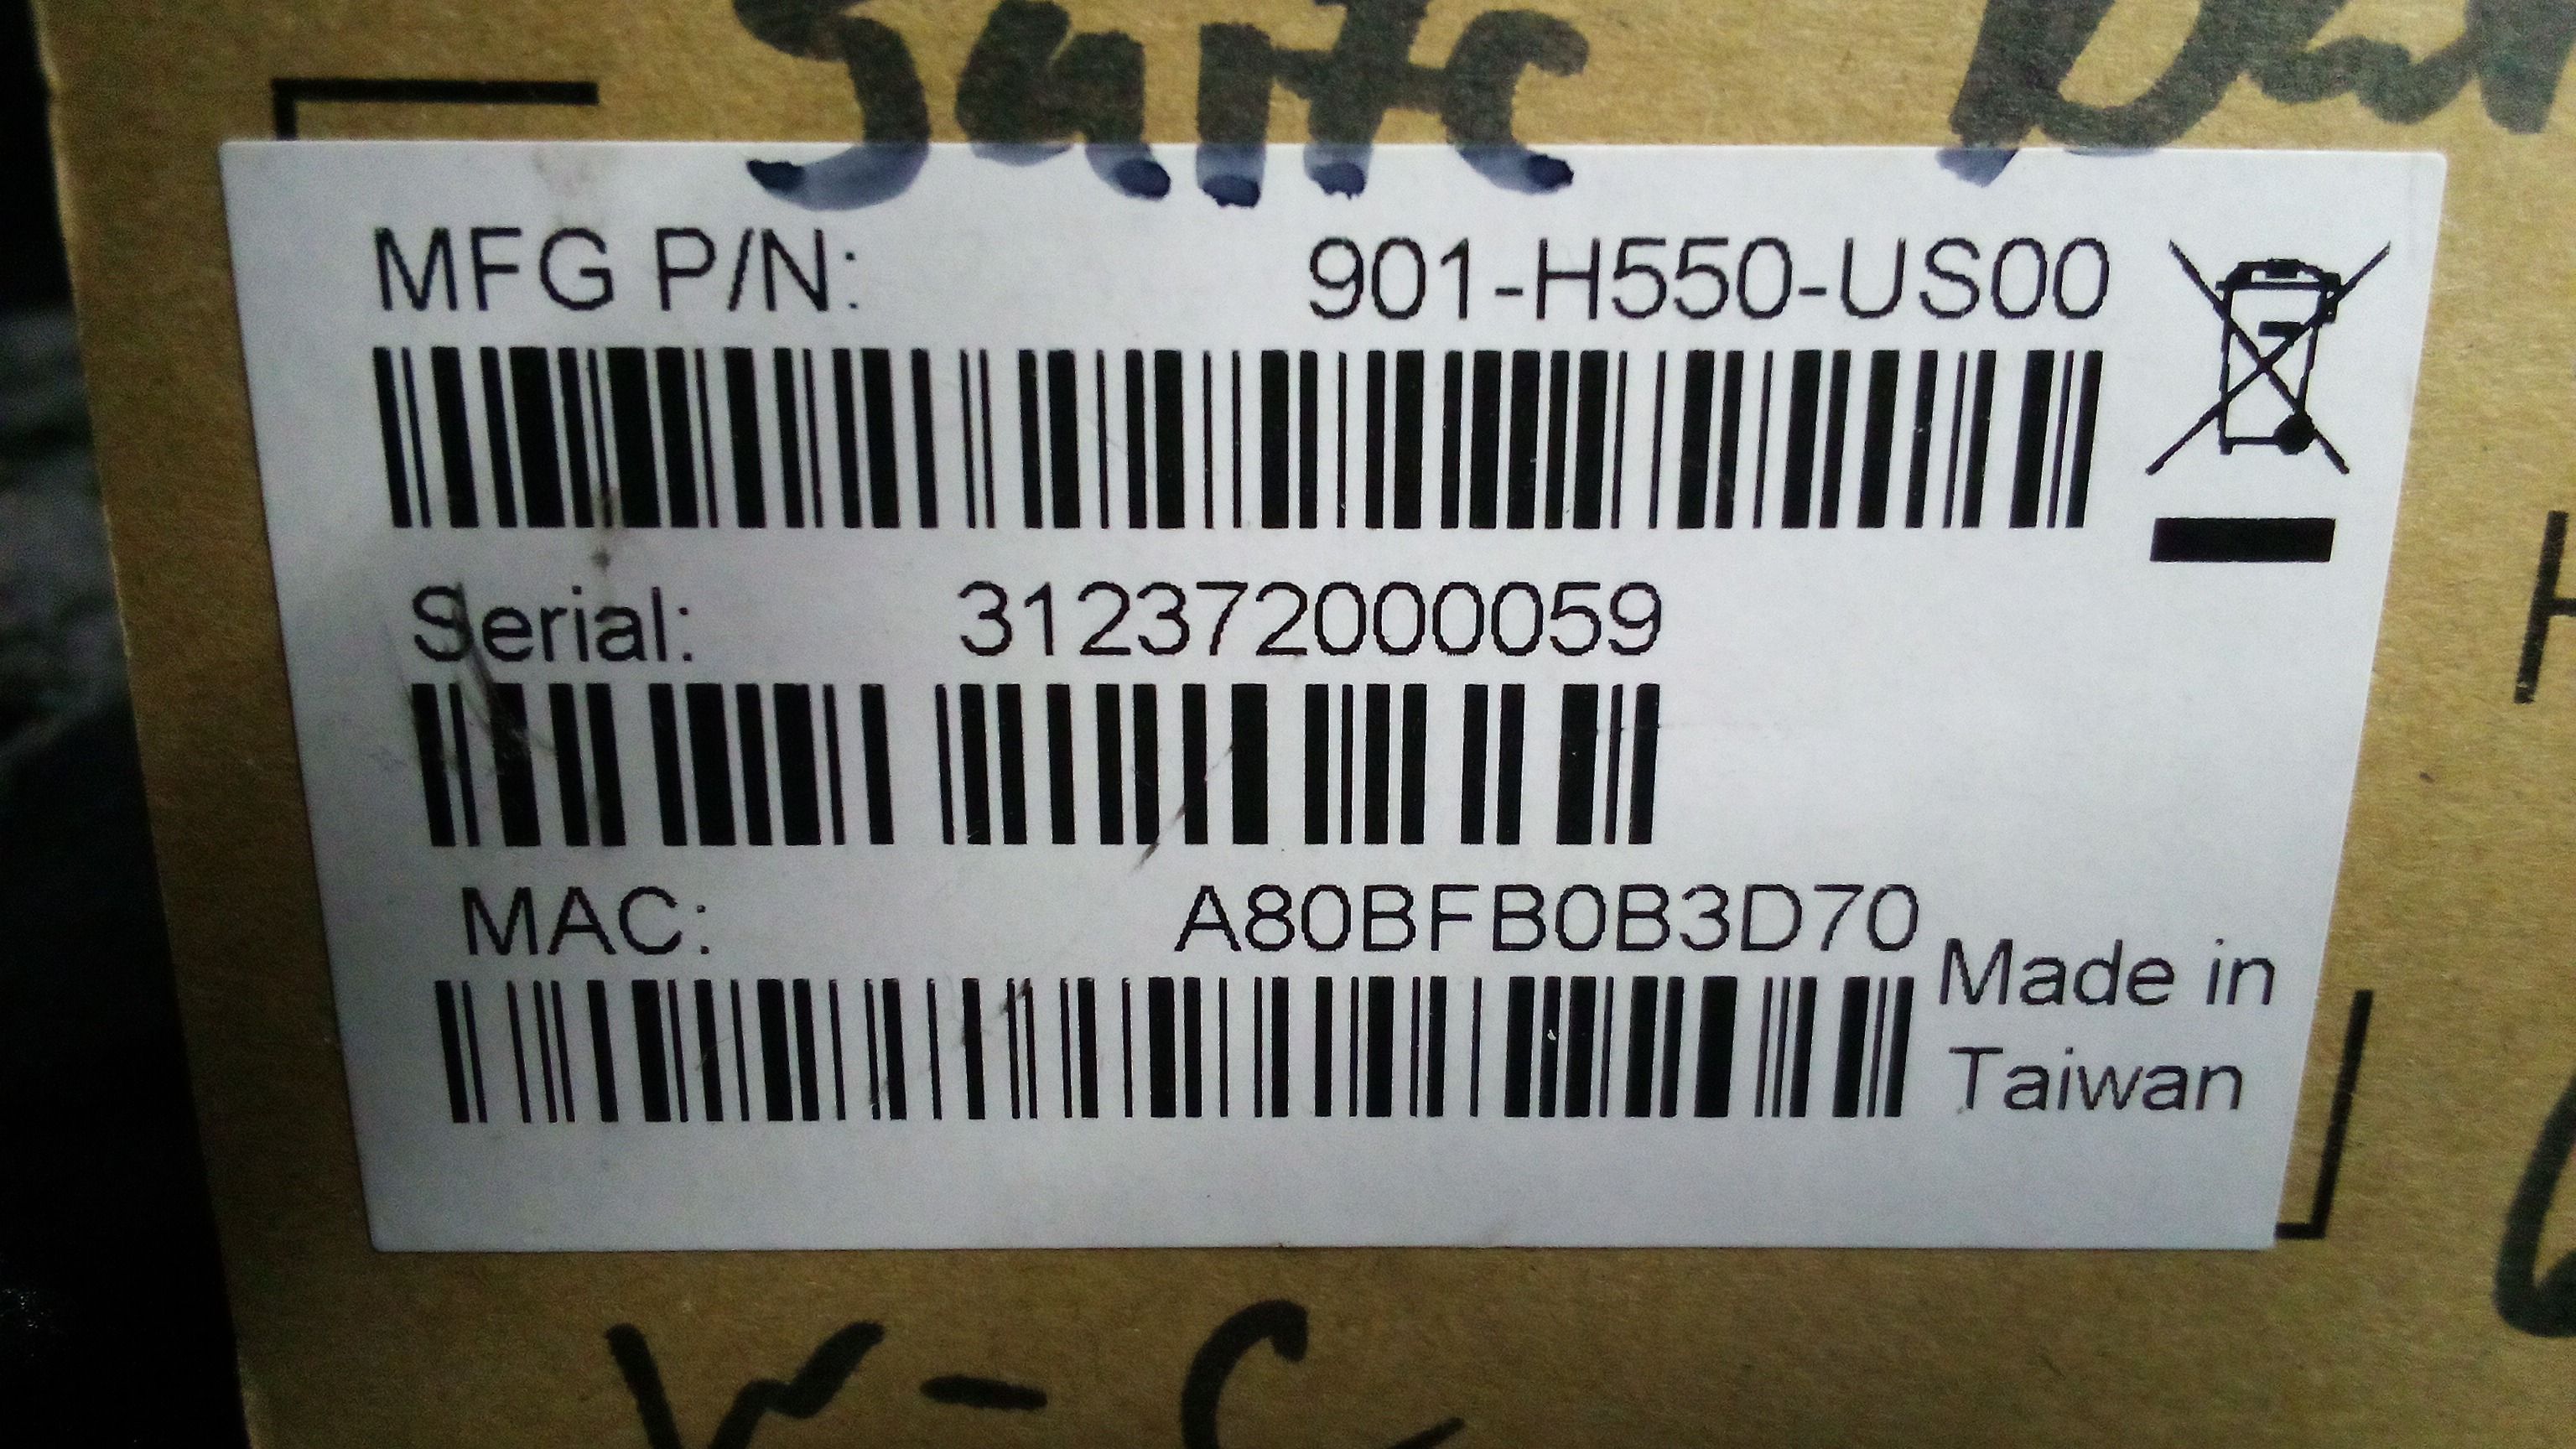 MFG P/N: 901-H550-US00
Serial: 312372000059
MAC: A80BFB0B3D70
Made in
Taiwan